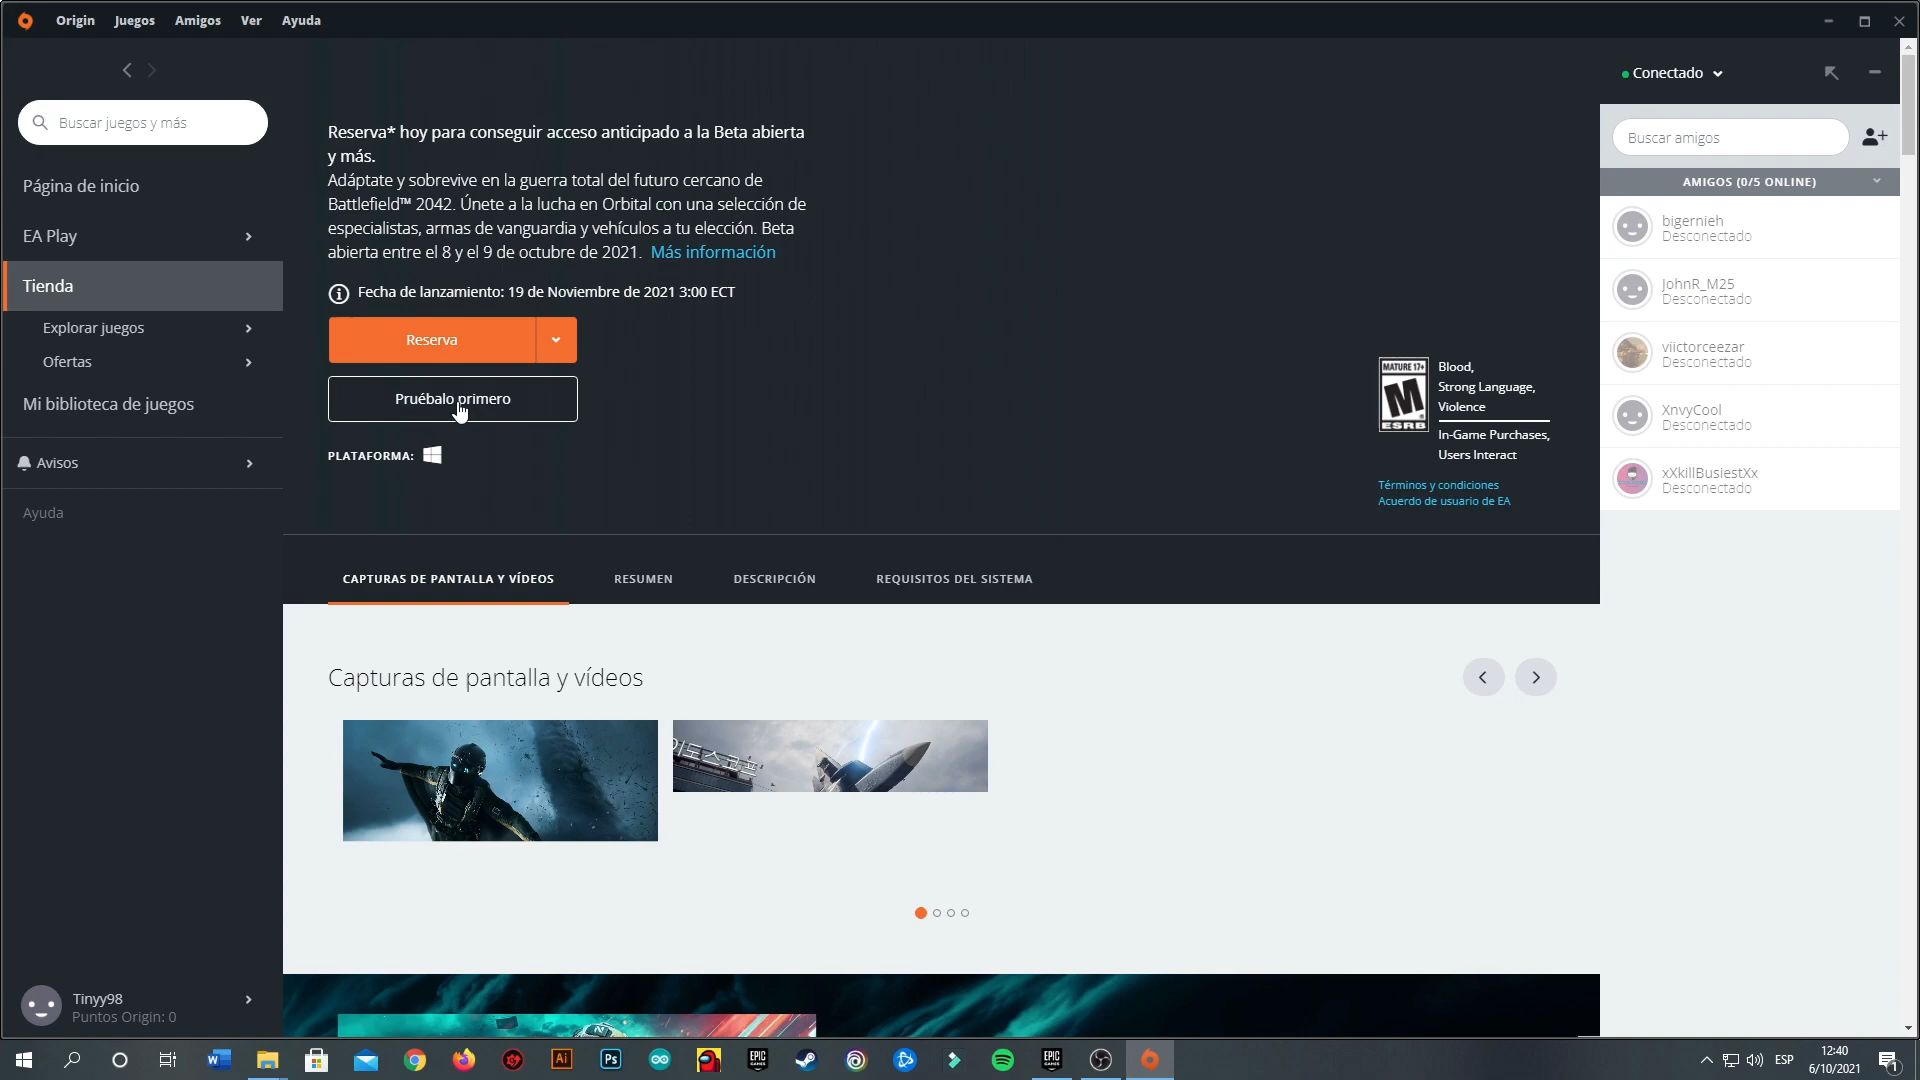 Origin Juegos Amigos Ver Ayuda
Buscar juegos y más
Página de inicio
EA Play
Tienda
Explorar juegos
Ofertas
Mi biblioteca de juegos
Avisos
Ayuda
Tinyy98
Puntos Origin: 0
Reserva* hoy para conseguir acceso anticipado a la Beta abierta
y más.
Adáptate y sobrevive en la guerra total del futuro cercano de
Battlefield™ 2042. Únete a la lucha en Orbital con una selección de
especialistas, armas de vanguardia y vehículos a tu elección. Beta
abierta entre el 8 y el 9 de octubre de 2021. Más información
Fecha de lanzamiento: 19 de Noviembre de 2021 3:00 ECT
Reserva
Pruébalo primero
PLATAFORMA:
MATURE 17+
M
ESRB
Blood,
Strong Language,
Violence
In-Game Purchases,
Users Interact
Términos y condiciones
Acuerdo de usuario de EA
CAPTURAS DE PANTALLA Y VÍDEOS RESUMEN DESCRIPCIÓN REQUISITOS DEL SISTEMA
Capturas de pantalla y vídeos
Conectado
Buscar amigos
AMIGOS (0/5 ONLINE)
bigernieh
Desconectado
JohnR_M25
Desconectado
viictorceezar
Desconectado
XnvyCool
Desconectado
xXkillBusiestXx
Desconectado
W
Ai
Ps
EPIC
GAMES
EPIC
GAMES
ESP
12:40
6/10/2021
1